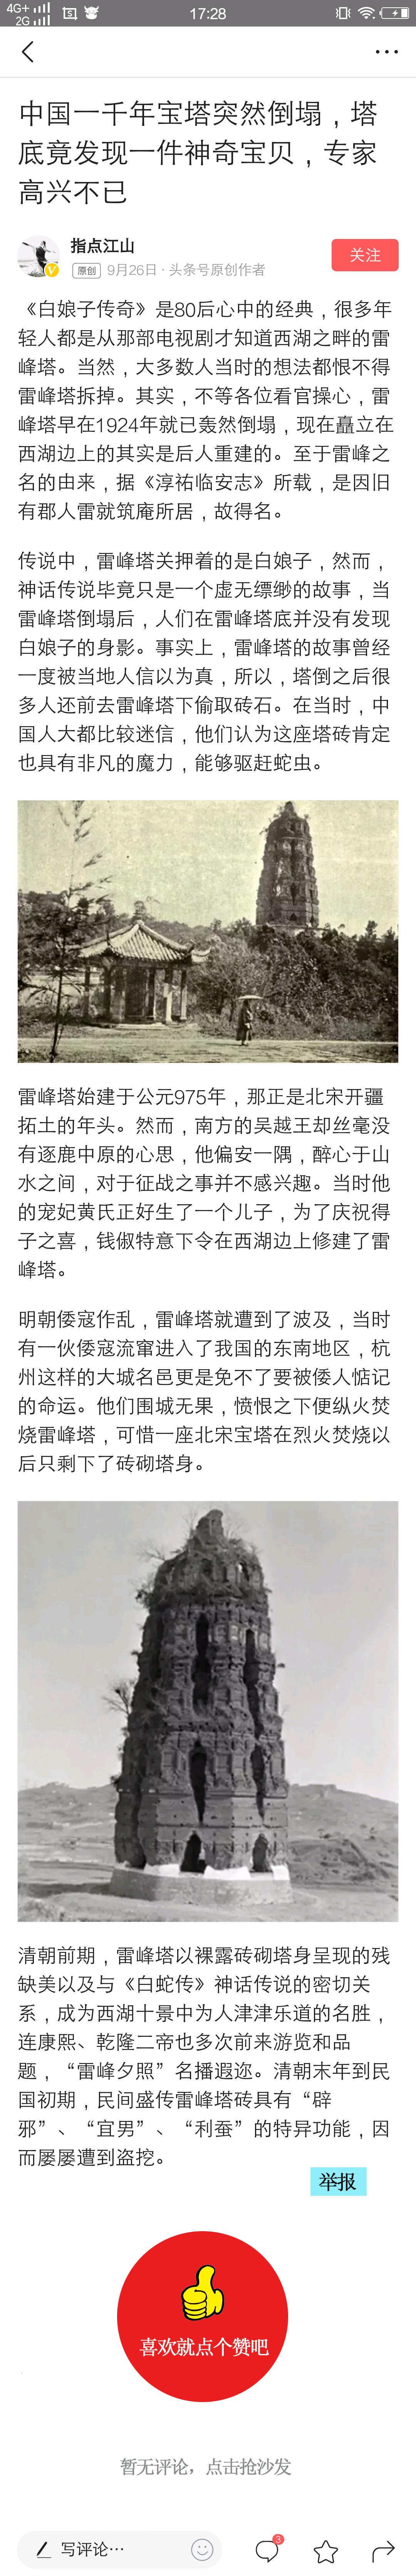 4G+
2G
17:28
中国一千年宝塔突然倒塌，塔
底竟发现一件神奇宝贝，专家
高兴不已
指点江山
原创 9月26日 · 头条号原创作者
关注
《白娘子传奇》是80后心中的经典，很多年
轻人都是从那部电视剧才知道西湖之畔的雷
峰塔。当然，大多数人当时的想法都恨不得
雷峰塔拆掉。其实，不等各位看官操心，雷
峰塔早在1924年就已轰然倒塌，现在矗立在
西湖边上的其实是后人重建的。至于雷峰之
名的由来，据《淳祐临安志》所载，是因旧
有郡人雷就筑庵所居，故得名。
传说中，雷峰塔关押着的是白娘子，然而，
神话传说毕竟只是一个虚无缥缈的故事，当
雷峰塔倒塌后，人们在雷峰塔底并没有发现
白娘子的身影。事实上，雷峰塔的故事曾经
一度被当地人信以为真，所以，塔倒之后很
多人还前去雷峰塔下偷取砖石。在当时，中
国人大都比较迷信，他们认为这座塔砖肯定
也具有非凡的魔力，能够驱赶蛇虫。
雷峰塔始建于公元975年，那正是北宋开疆
拓土的年头。然而，南方的吴越王却丝毫没
有逐鹿中原的心思，他偏安一隅，醉心于山
水之间，对于征战之事并不感兴趣。当时他
的宠妃黄氏正好生了一个儿子，为了庆祝得
子之喜，钱俶特意下令在西湖边上修建了雷
峰塔。
明朝倭寇作乱，雷峰塔就遭到了波及，当时
有一伙倭寇流窜进入了我国的东南地区，杭
州这样的大城名邑更是免不了要被倭人惦记
的命运。他们围城无果，愤恨之下便纵火焚
烧雷峰塔，可惜一座北宋宝塔在烈火焚烧以
后只剩下了砖砌塔身。
清朝前期，雷峰塔以裸露砖砌塔身呈现的残
缺美以及与《白蛇传》神话传说的密切关
系，成为西湖十景中为人津津乐道的名胜，
连康熙、乾隆二帝也多次前来游览和品
题，“雷峰夕照”名播遐迩。清朝末年到民
国初期，民间盛传雷峰塔砖具有“辟
邪”、“宜男”、“利蚕”的特异功能，因
而屡屡遭到盗挖。
举报
喜欢就点个赞吧
暂无评论，点击抢沙发
写评论…
3